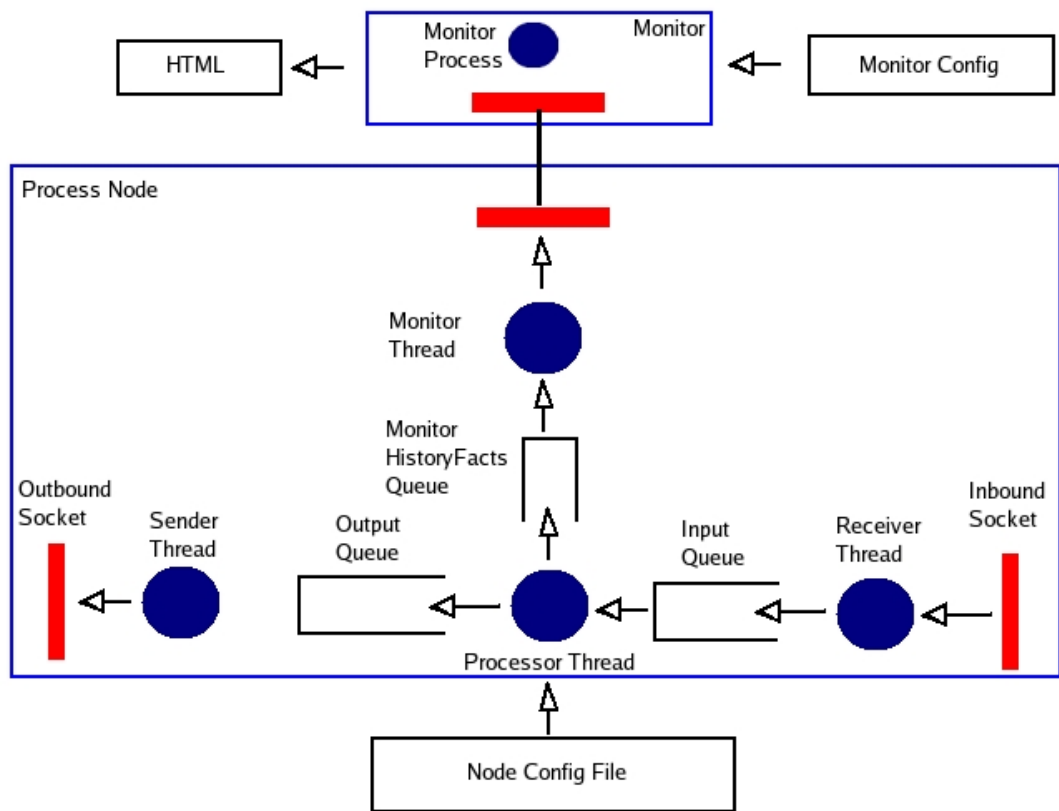 HTML
Monitor
Process
Monitor
Monitor Config
Process Node
Monitor
Thread
Monitor
HistoryFacts
Queue
Outbound
Socket
Sender
Thread
Output
Queue
Input
Queue
Receiver
Thread
Inbound
Socket
Processor Thread
Node Config File